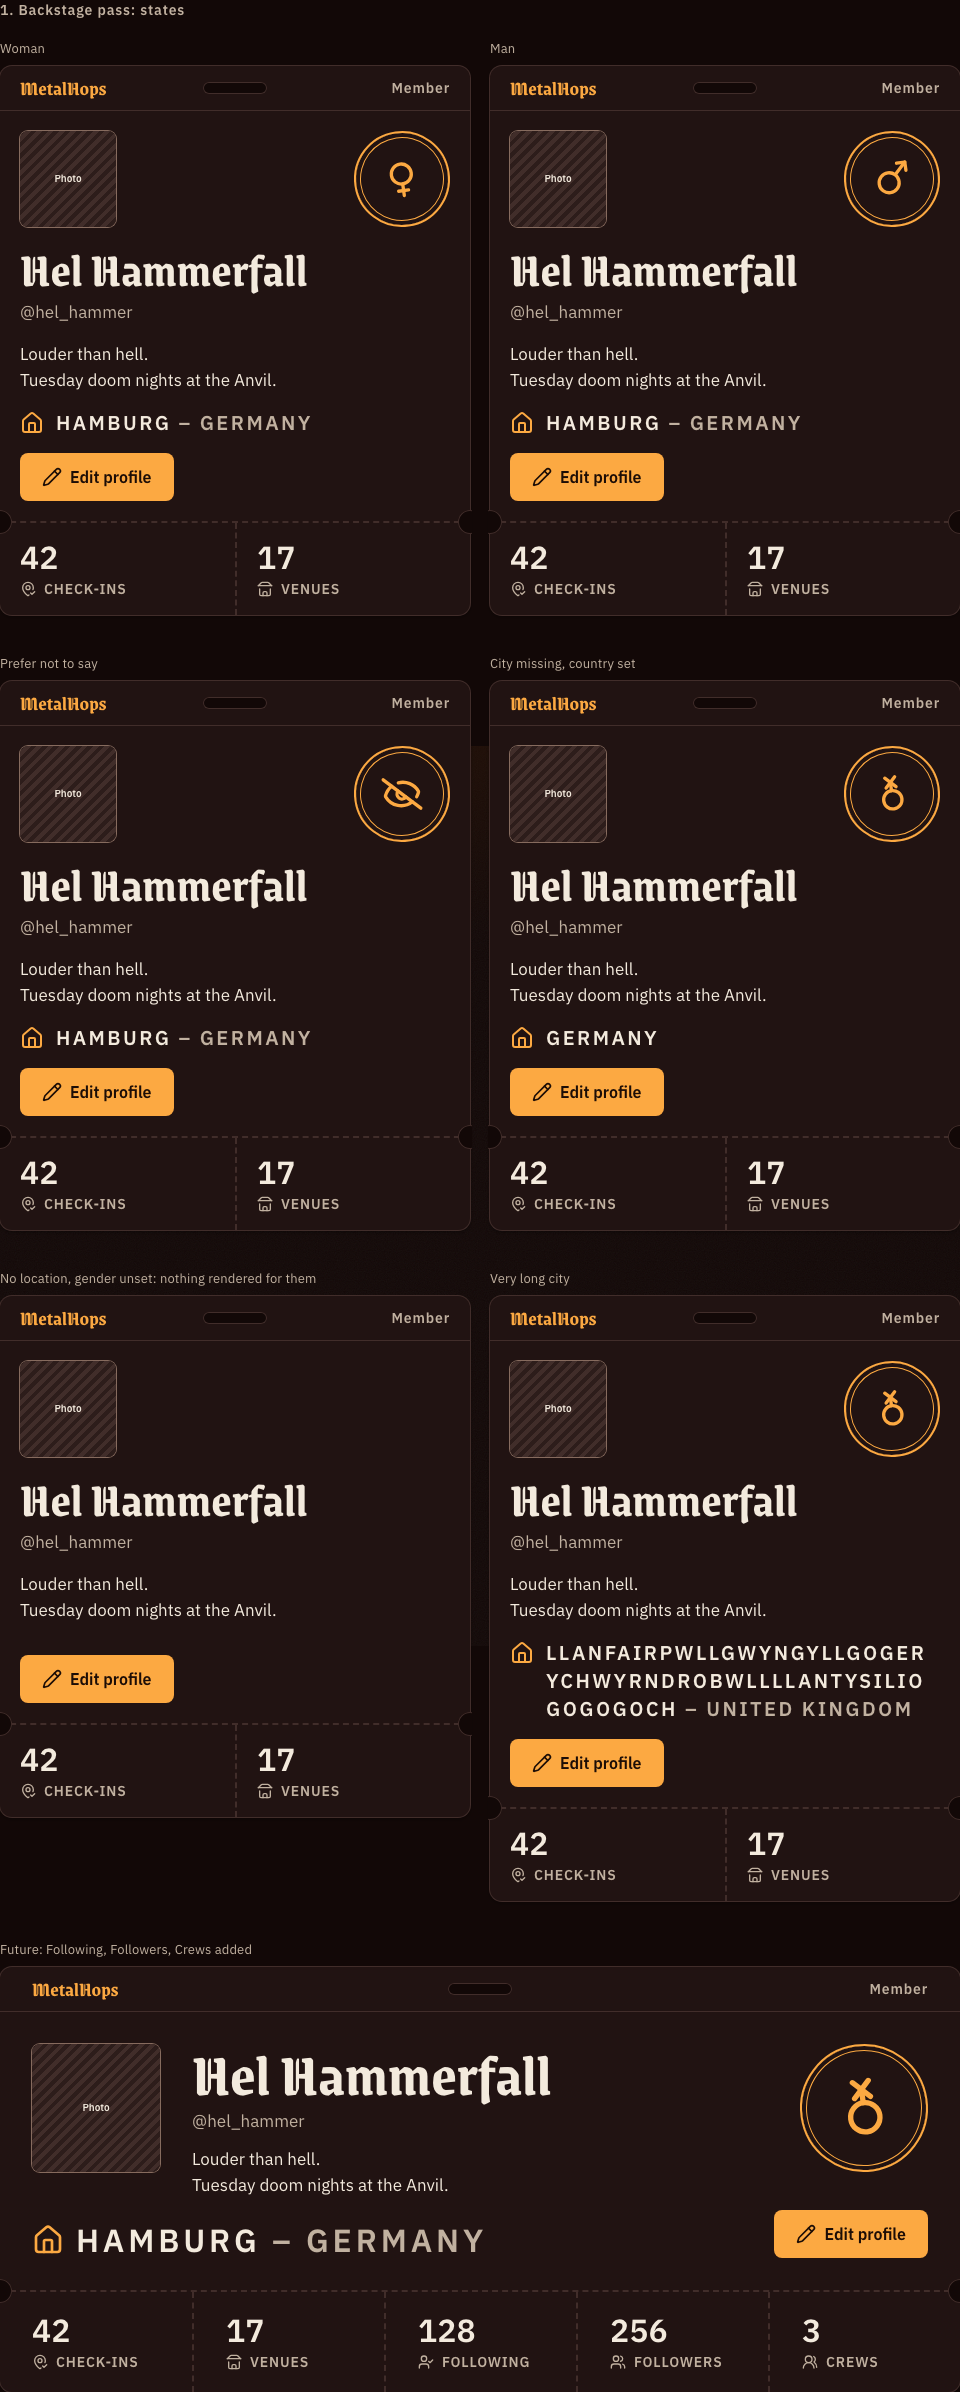 1. Backstage pass: states
Woman
MetalHops
Member
Photo
Hel Hammerfall
@hel_hammer
Louder than hell.
Tuesday doom nights at the Anvil.
HAMBURG – GERMANY
Edit profile
42
CHECK-INS
17
VENUES
Man
MetalHops
Member
Photo
Hel Hammerfall
@hel_hammer
Louder than hell.
Tuesday doom nights at the Anvil.
HAMBURG – GERMANY
Edit profile
42
CHECK-INS
17
VENUES
Prefer not to say
MetalHops
Member
Photo
Hel Hammerfall
@hel_hammer
Louder than hell.
Tuesday doom nights at the Anvil.
HAMBURG – GERMANY
Edit profile
42
CHECK-INS
17
VENUES
City missing, country set
MetalHops
Member
Photo
Hel Hammerfall
@hel_hammer
Louder than hell.
Tuesday doom nights at the Anvil.
GERMANY
Edit profile
42
CHECK-INS
17
VENUES
No location, gender unset: nothing rendered for them
MetalHops
Member
Photo
Hel Hammerfall
@hel_hammer
Louder than hell.
Tuesday doom nights at the Anvil.
Edit profile
42
CHECK-INS
17
VENUES
Very long city
MetalHops
Member
Photo
Hel Hammerfall
@hel_hammer
Louder than hell.
Tuesday doom nights at the Anvil.
LLANFAIRPWLLGWYNGYLLGOGER
YCHWYRNDROBWLLLLANTYSILIO
GOGOGOCH – UNITED KINGDOM
Edit profile
42
CHECK-INS
17
VENUES
Future: Following, Followers, Crews added
MetalHops
Member
Photo
Hel Hammerfall
@hel_hammer
Louder than hell.
Tuesday doom nights at the Anvil.
HAMBURG – GERMANY
Edit profile
42
CHECK-INS
17
VENUES
128
FOLLOWING
256
FOLLOWERS
3
CREWS